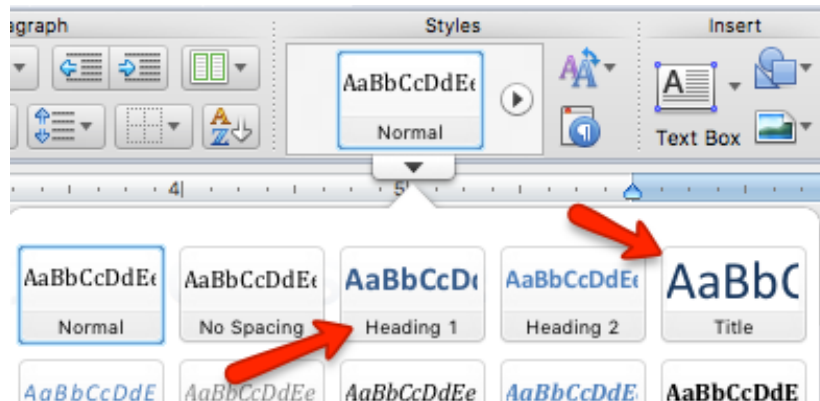 agraph Styles Insert
AaBbCcDdEe
Normal
A
Text Box
4 5
AaBbCcDdEe AaBbCcDdEe AaBbCcDd AaBbCcDdEe AaBbC
Normal No Spacing Heading 1 Heading 2 Title
AaBbCcDdE AaBbCcDdEe AaBbCcDdEe AaBbCcDdE AaBbCcDdE